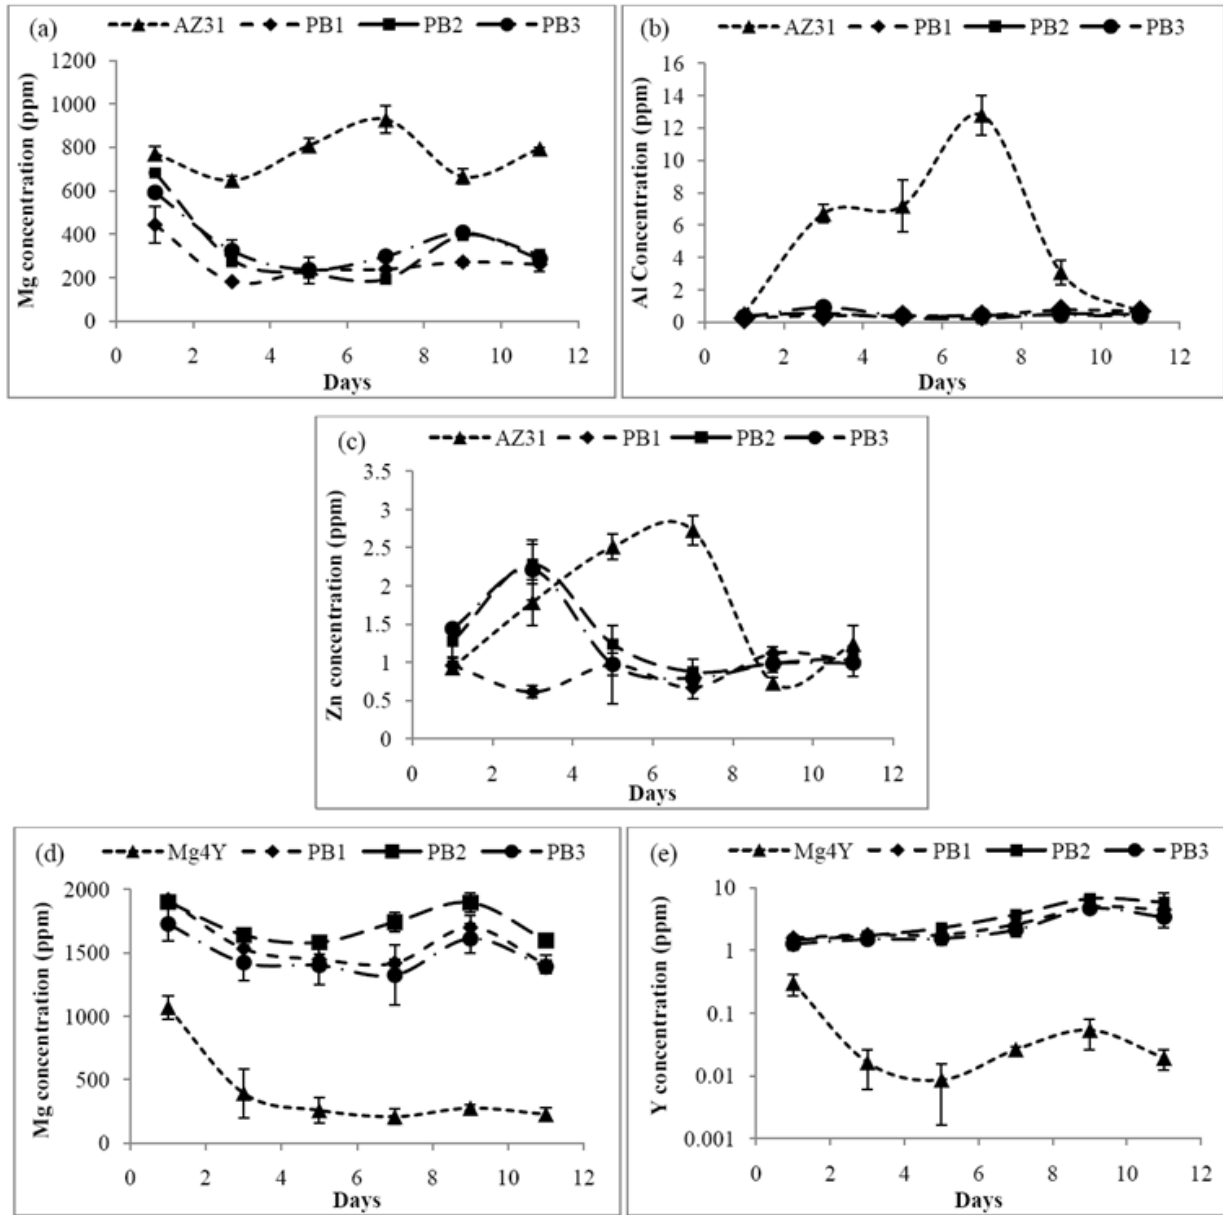 (a) AZ31 PB1 PB2 PB3
Mg concentration (ppm)
1200
1000
800
600
400
200
0
0 2 4 6 8 10 12
Days
(b) AZ31 PB1 PB2 PB3
Al Concentration (ppm)
16
14
12
10
8
6
4
2
0
0 2 4 6 8 10 12
Days
(c) AZ31 PB1 PB2 PB3
Zn concentration (ppm)
3.5
3
2.5
2
1.5
1
0.5
0
0 2 4 6 8 10 12
Days
(d) Mg4Y PB1 PB2 PB3
Mg concentration (ppm)
2000
1500
1000
500
0
0 2 4 6 8 10 12
Days
(e) Mg4Y PB1 PB2 PB3
Y concentration (ppm)
10
1
0.1
0.01
0.001
0 2 4 6 8 10 12
Days